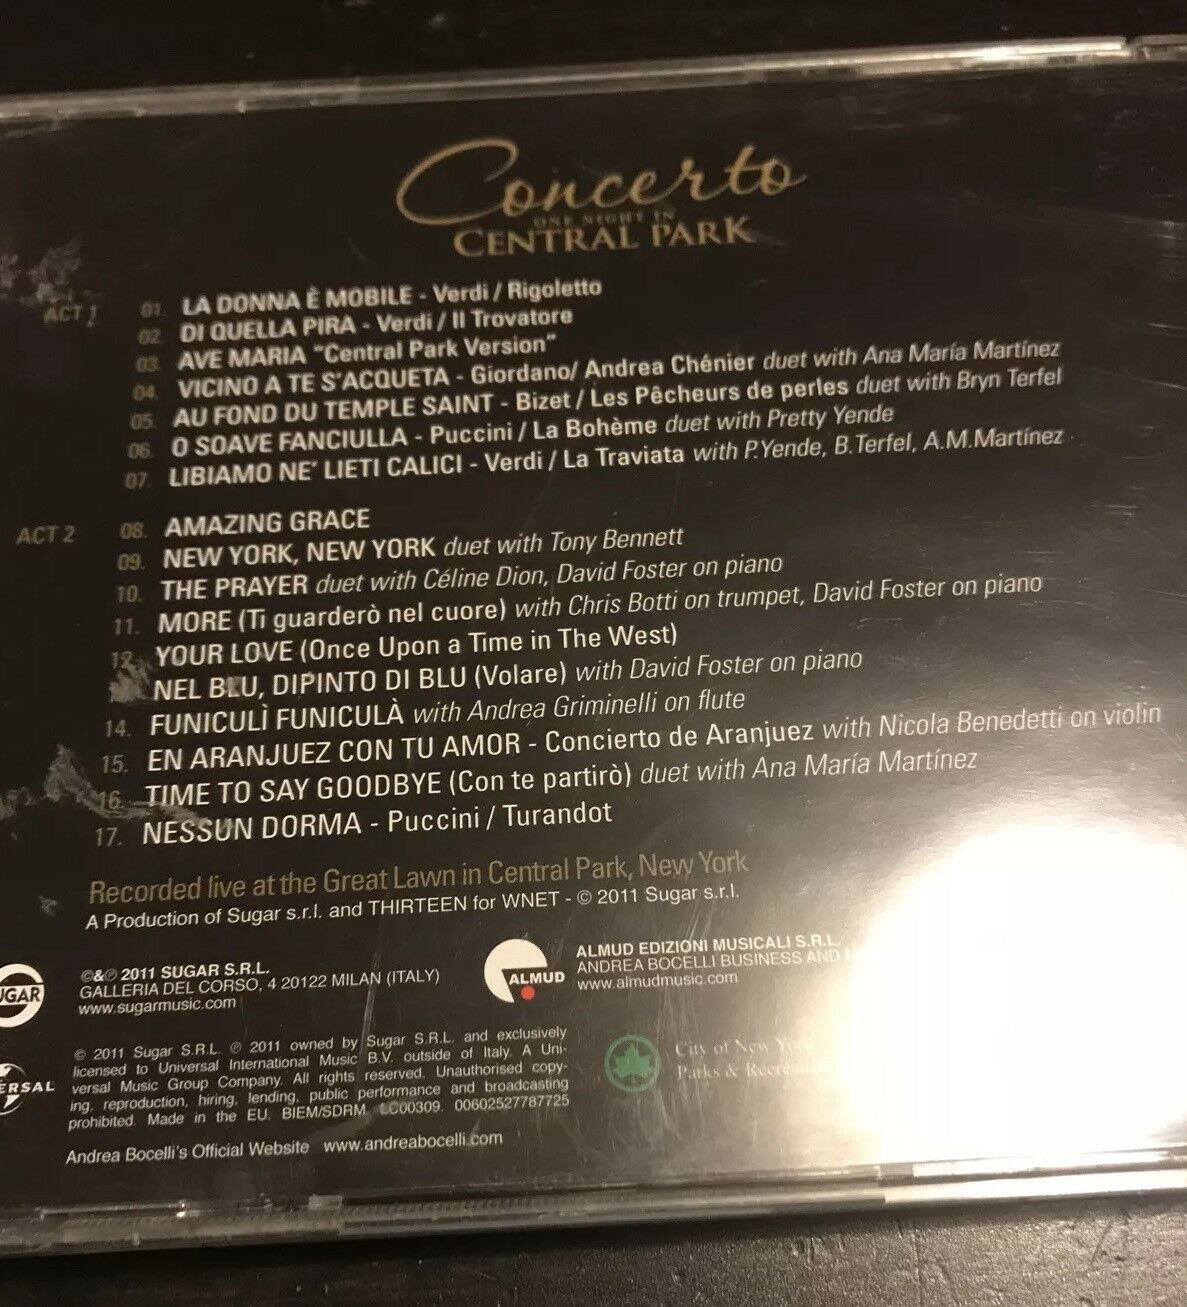 Concerto
ONE NIGHT IN
CENTRAL PARK
ACT 1
01. LA DONNA È MOBILE - Verdi / Rigoletto
02. DI QUELLA PIRA - Verdi / Il Trovatore
03. AVE MARIA "Central Park Version"
04. VICINO A TE S'ACQUETA - Giordano/ Andrea Chénier duet with Ana María Martínez
05. AU FOND DU TEMPLE SAINT - Bizet / Les Pêcheurs de perles duet with Bryn Terfel
06. O SOAVE FANCIULLA - Puccini / La Bohème duet with Pretty Yende
07. LIBIAMO NE' LIETI CALICI - Verdi / La Traviata with P.Yende, B.Terfel, A.M.Martínez
ACT 2
08. AMAZING GRACE
09. NEW YORK, NEW YORK duet with Tony Bennett
10. THE PRAYER duet with Céline Dion, David Foster on piano
11. MORE (Ti guarderò nel cuore) with Chris Botti on trumpet, David Foster on piano
12. YOUR LOVE (Once Upon a Time in The West)
NEL BLU, DIPINTO DI BLU (Volare) with David Foster on piano
14. FUNICULÌ FUNICULÀ with Andrea Griminelli on flute
15. EN ARANJUEZ CON TU AMOR - Concierto de Aranjuez with Nicola Benedetti on violin
16. TIME TO SAY GOODBYE (Con te partirò) duet with Ana María Martínez
17. NESSUN DORMA - Puccini / Turandot
Recorded live at the Great Lawn in Central Park, New York
A Production of Sugar s.r.l. and THIRTEEN for WNET - © 2011 Sugar s.r.l.
UGAR
©&℗ 2011 SUGAR S.R.L.
GALLERIA DEL CORSO, 4 20122 MILAN (ITALY)
www.sugarmusic.com
ALMUD
ALMUD EDIZIONI MUSICALI S.R.L.
ANDREA BOCELLI BUSINESS AND
www.almudmusic.com
ERSAL
© 2011 Sugar S.R.L. ℗ 2011 owned by Sugar S.R.L. and exclusively
licensed to Universal International Music B.V. outside of Italy. A Uni-
versal Music Group Company. All rights reserved. Unauthorised copy-
ing, reproduction, hiring, lending, public performance and broadcasting
prohibited. Made in the EU. BIEM/SDRM. LC00309. 00602527787725
City of New York
Parks & Recreation
Andrea Bocelli's Official Website www.andreabocelli.com